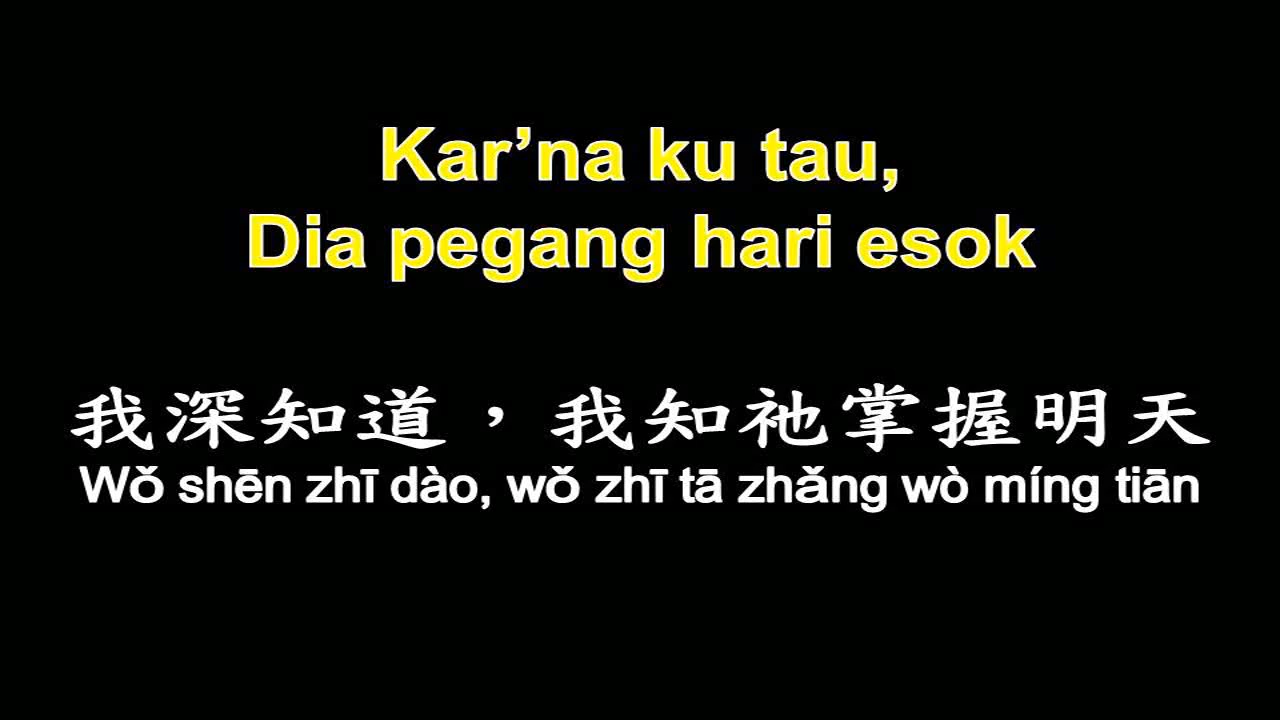 Kar’na ku tau,
Dia pegang hari esok
我深知道，我知祂掌握明天
Wǒ shēn zhī dào, wǒ zhī tā zhǎng wò míng tiān